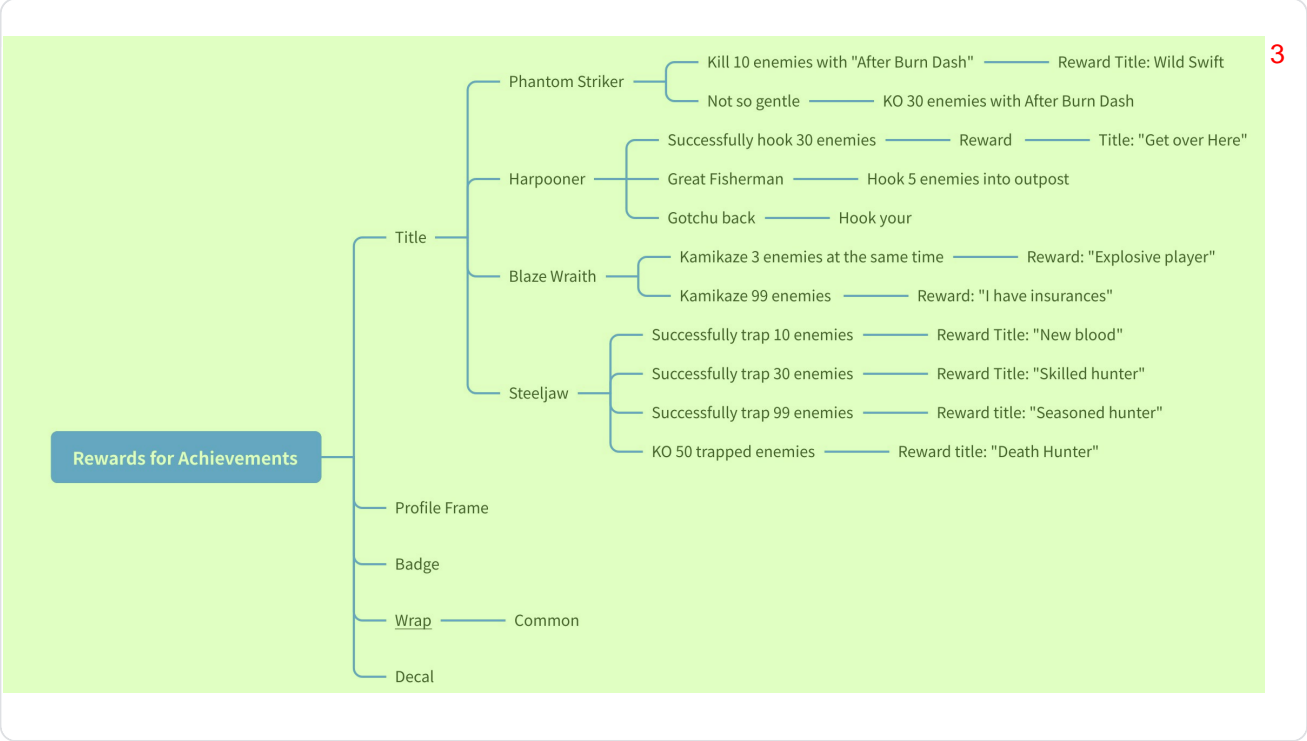 3
Kill 10 enemies with "After Burn Dash" Reward Title: Wild Swift
Phantom Striker
Not so gentle KO 30 enemies with After Burn Dash
Successfully hook 30 enemies Reward Title: "Get over Here"
Harpooner Great Fisherman Hook 5 enemies into outpost
Gotchu back Hook your
Title
Kamikaze 3 enemies at the same time Reward: "Explosive player"
Blaze Wraith
Kamikaze 99 enemies Reward: "I have insurances"
Successfully trap 10 enemies Reward Title: "New blood"
Successfully trap 30 enemies Reward Title: "Skilled hunter"
Steeljaw
Successfully trap 99 enemies Reward title: "Seasoned hunter"
KO 50 trapped enemies Reward title: "Death Hunter"
Rewards for Achievements
Profile Frame
Badge
Wrap Common
Decal